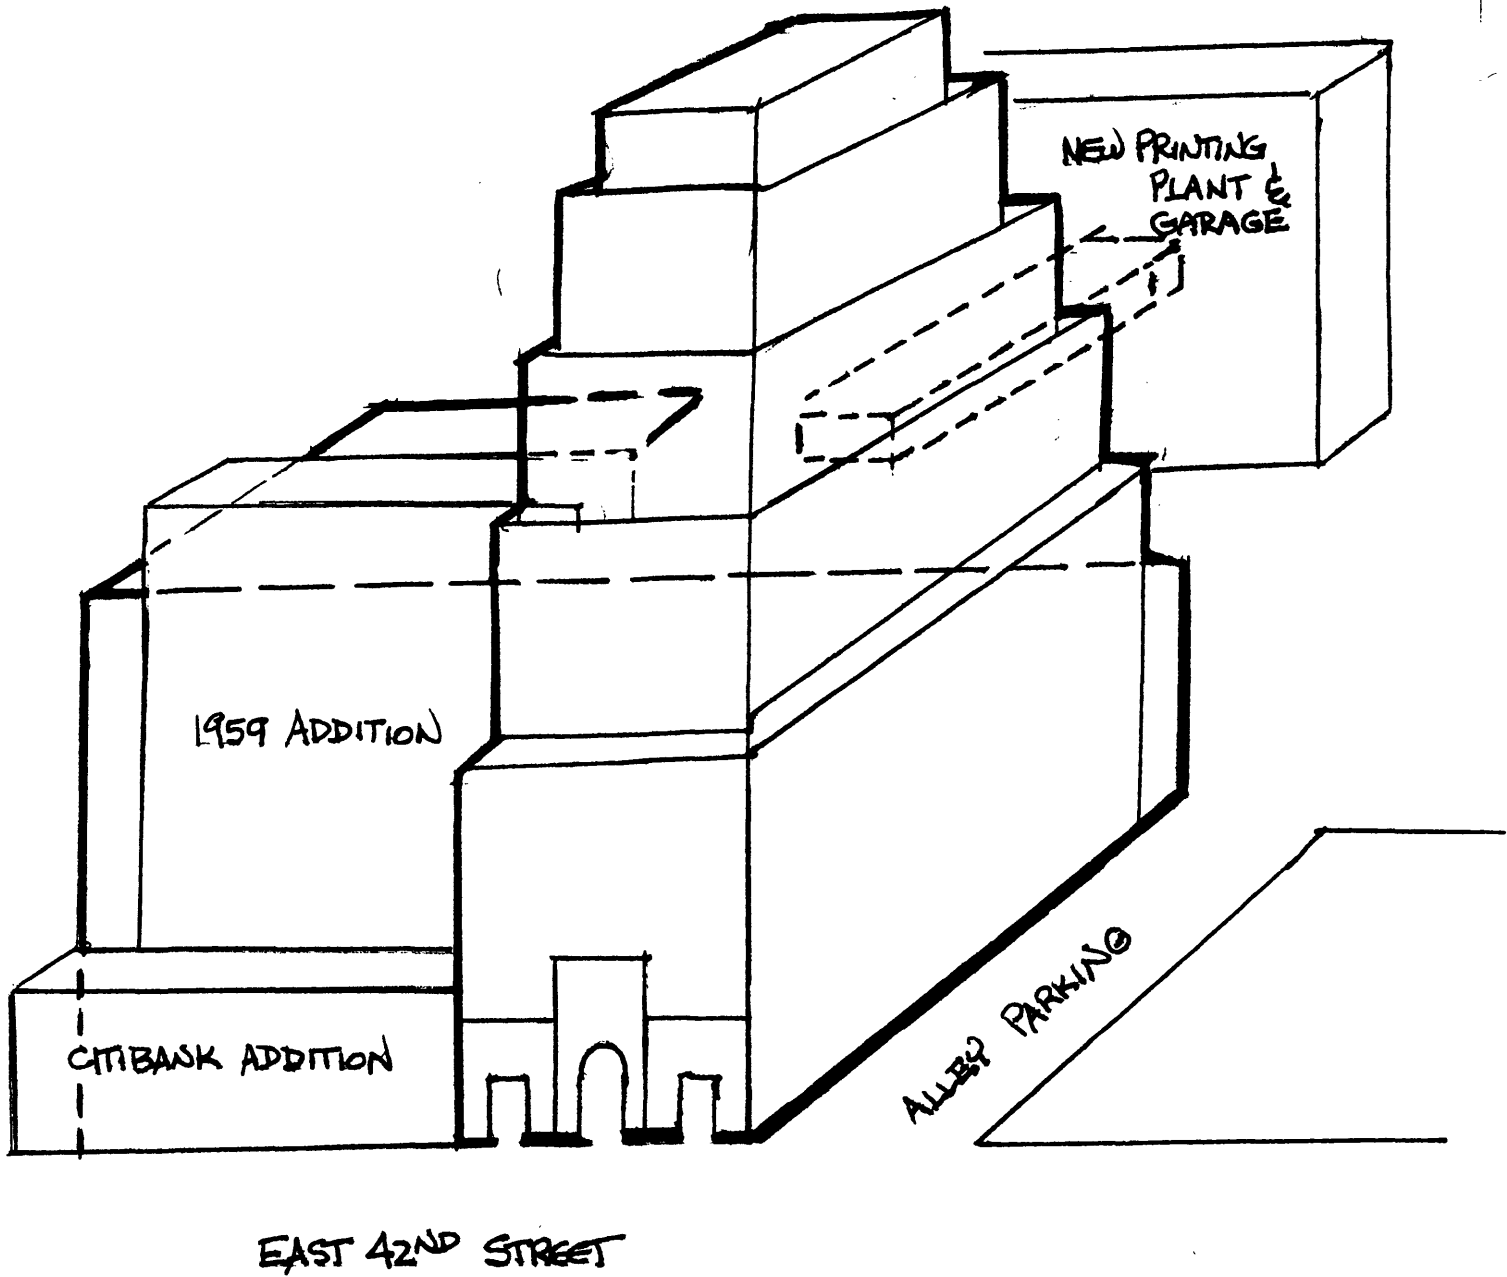 NEW PRINTING
PLANT &
GARAGE
1959 ADDITION
CITIBANK ADDITION
ALLEY PARKING
EAST 42ND STREET